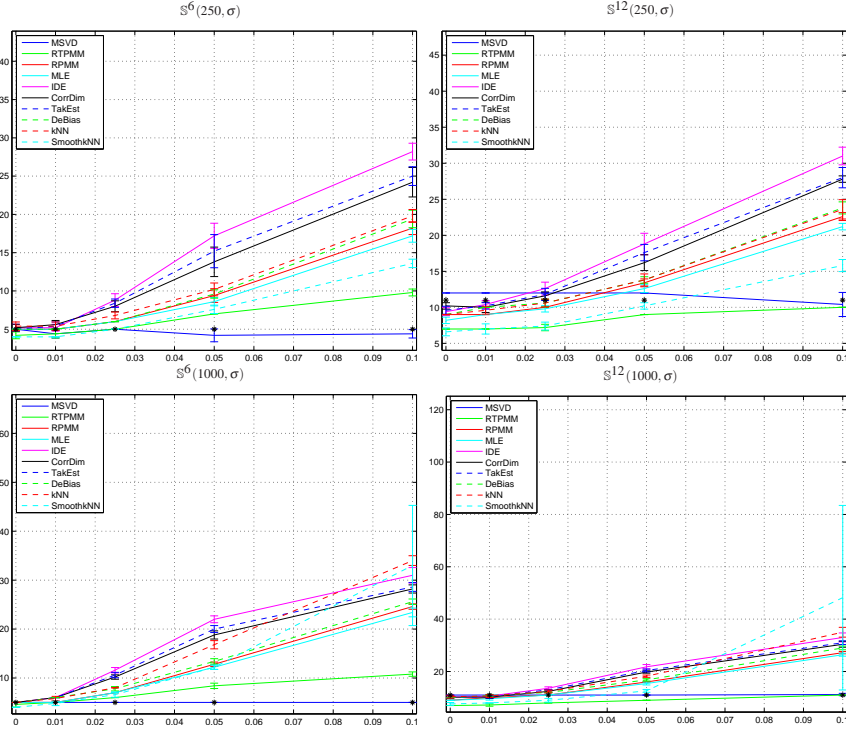 𝕊⁶(250, σ)
40
35
30
25
20
15
10
5
0
0.01
0.02
0.03
0.04
0.05
0.06
0.07
0.08
0.09
0.1
MSVD
RTPMM
RPMM
MLE
IDE
CorrDim
TakEst
DeBias
kNN
SmoothkNN
𝕊¹²(250, σ)
45
40
35
30
25
20
15
10
5
0
0.01
0.02
0.03
0.04
0.05
0.06
0.07
0.08
0.09
0.1
MSVD
RTPMM
RPMM
MLE
IDE
CorrDim
TakEst
DeBias
kNN
SmoothkNN
𝕊⁶(1000, σ)
60
50
40
30
20
10
0
0.01
0.02
0.03
0.04
0.05
0.06
0.07
0.08
0.09
0.1
MSVD
RTPMM
RPMM
MLE
IDE
CorrDim
TakEst
DeBias
kNN
SmoothkNN
𝕊¹²(1000, σ)
120
100
80
60
40
20
0
0.01
0.02
0.03
0.04
0.05
0.06
0.07
0.08
0.09
0.1
MSVD
RTPMM
RPMM
MLE
IDE
CorrDim
TakEst
DeBias
kNN
SmoothkNN